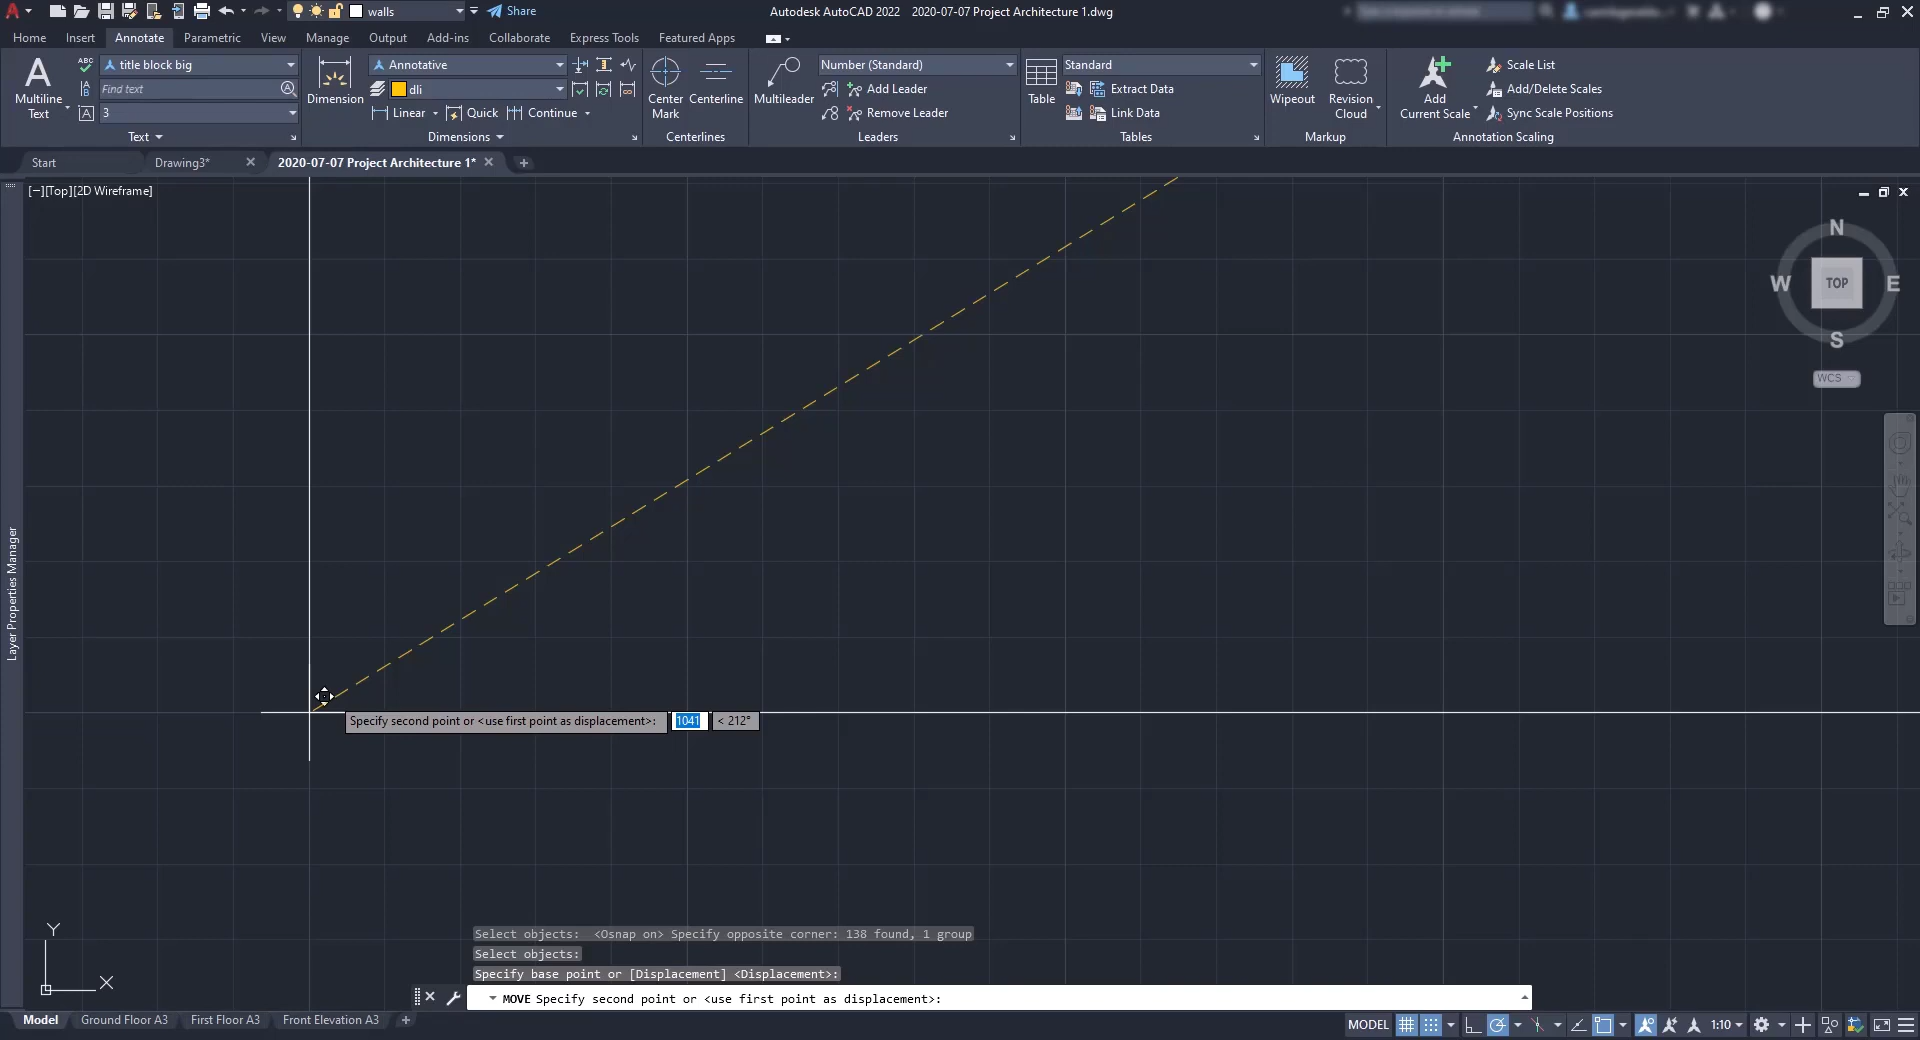 walls
Share
Autodesk AutoCAD 2022 2020-07-07 Project Architecture 1.dwg
Home Insert Annotate Parametric View Manage Output Add-ins Collaborate Express Tools Featured Apps
title block big
Annotative
Number (Standard)
Standard
Scale List
Find text
dli
Add Leader
Extract Data
Add/Delete Scales
Multiline
Text
3
Dimension
Linear
Quick
Continue
Center
Mark
Centerline
Multileader
Remove Leader
Table
Link Data
Wipeout
Revision
Cloud
Add
Current Scale
Sync Scale Positions
Text
Dimensions
Centerlines
Leaders
Tables
Markup
Annotation Scaling
Start
Drawing3*
2020-07-07 Project Architecture 1*
[−][Top][2D Wireframe]
N
W
TOP
E
S
WCS
Layer Properties Manager
Specify second point or <use first point as displacement>: 1041 < 212°
Y
X
Select objects: <Osnap on> Specify opposite corner: 138 found, 1 group
Select objects:
Specify base point or [Displacement] <Displacement>:
MOVE Specify second point or <use first point as displacement>:
Model Ground Floor A3 First Floor A3 Front Elevation A3
MODEL
1:10